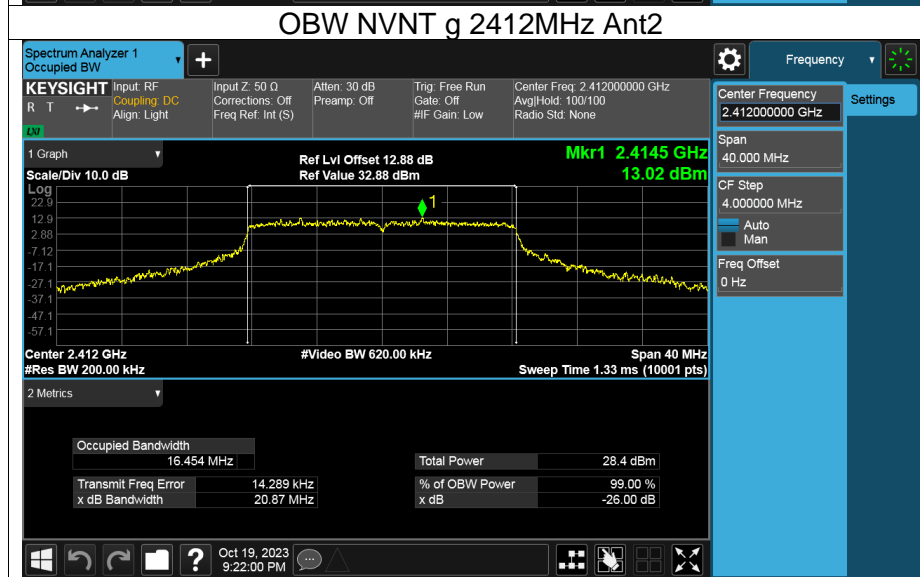 OBW NVNT g 2412MHz Ant2
Spectrum Analyzer 1
Occupied BW
+
Frequency
KEYSIGHT
R T
LXI
Input: RF
Coupling: DC
Align: Light
Input Z: 50 Ω
Corrections: Off
Freq Ref: Int (S)
Atten: 30 dB
Preamp: Off
Trig: Free Run
Gate: Off
#IF Gain: Low
Center Freq: 2.412000000 GHz
Avg|Hold: 100/100
Radio Std: None
Center Frequency
2.412000000 GHz
Settings
Span
40.000 MHz
CF Step
4.000000 MHz
Auto
Man
Freq Offset
0 Hz
1 Graph
Ref Lvl Offset 12.88 dB
Mkr1 2.4145 GHz
Scale/Div 10.0 dB
Ref Value 32.88 dBm
13.02 dBm
Log
22.9
12.9
2.88
-7.12
-17.1
-27.1
-37.1
-47.1
-57.1
1
Center 2.412 GHz
#Video BW 620.00 kHz
Span 40 MHz
#Res BW 200.00 kHz
Sweep Time 1.33 ms (10001 pts)
2 Metrics
Occupied Bandwidth
16.454 MHz
Total Power 28.4 dBm
Transmit Freq Error 14.289 kHz
% of OBW Power 99.00 %
x dB Bandwidth 20.87 MHz
x dB -26.00 dB
?
Oct 19, 2023
9:22:00 PM